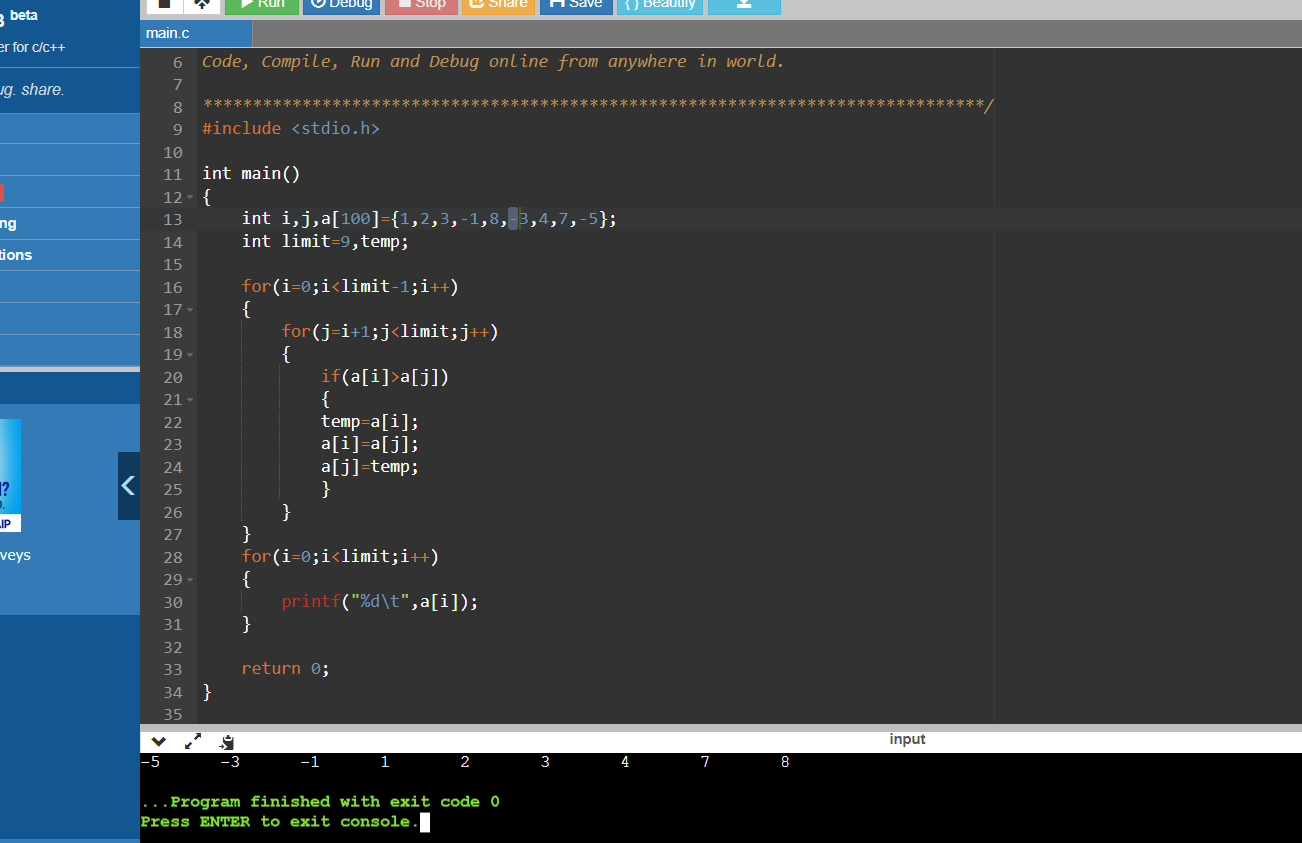 beta
er for c/c++
ug. share.
ng
tions
AIP
veys
Run Debug Stop Share Save { } Beautify
main.c
6 Code, Compile, Run and Debug online from anywhere in world.
7
8 *******************************************************************************/
9 #include <stdio.h>
10
11 int main()
12 {
13 int i,j,a[100]={1,2,3,-1,8,-3,4,7,-5};
14 int limit=9,temp;
15
16 for(i=0;i<limit-1;i++)
17 {
18 for(j=i+1;j<limit;j++)
19 {
20 if(a[i]>a[j])
21 {
22 temp=a[i];
23 a[i]=a[j];
24 a[j]=temp;
25 }
26 }
27 }
28 for(i=0;i<limit;i++)
29 {
30 printf("%d\t",a[i]);
31 }
32
33 return 0;
34 }
35
input
-5 -3 -1 1 2 3 4 7 8
...Program finished with exit code 0
Press ENTER to exit console.